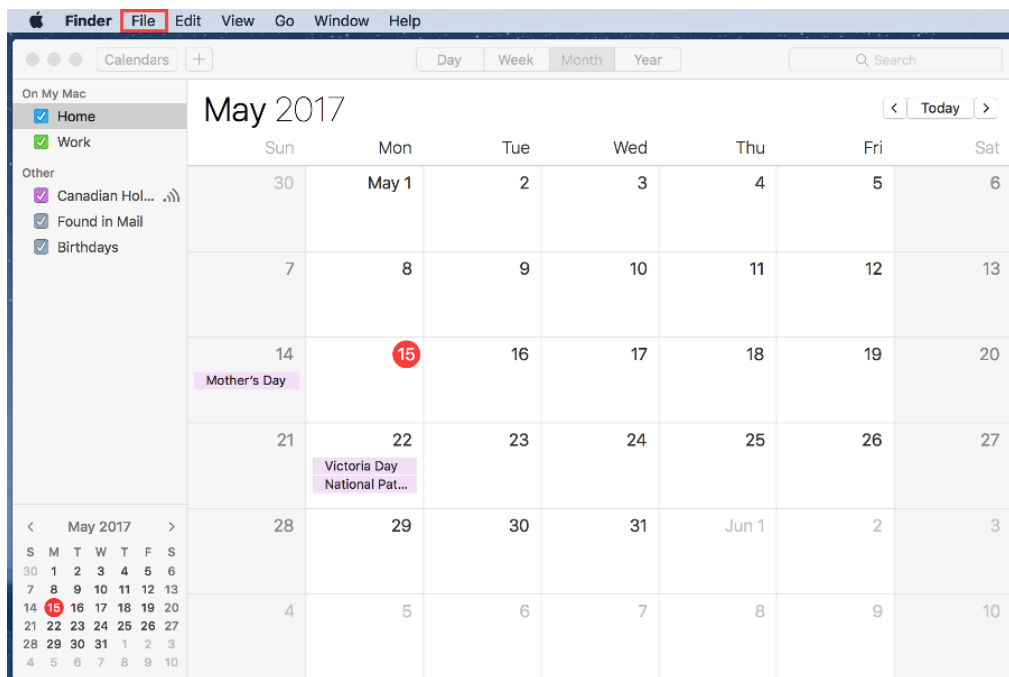 Finder File Edit View Go Window Help
Calendars + Day Week Month Year Search
On My Mac
Home
Work
Other
Canadian Hol...
Found in Mail
Birthdays
May 2017
< Today >
Sun Mon Tue Wed Thu Fri Sat
30 May 1 2 3 4 5 6
7 8 9 10 11 12 13
14 15 16 17 18 19 20
Mother's Day
21 22 23 24 25 26 27
Victoria Day
National Pat...
28 29 30 31 Jun 1 2 3
4 5 6 7 8 9 10
< May 2017 >
S M T W T F S
30 1 2 3 4 5 6
7 8 9 10 11 12 13
14 15 16 17 18 19 20
21 22 23 24 25 26 27
28 29 30 31 1 2 3
4 5 6 7 8 9 10